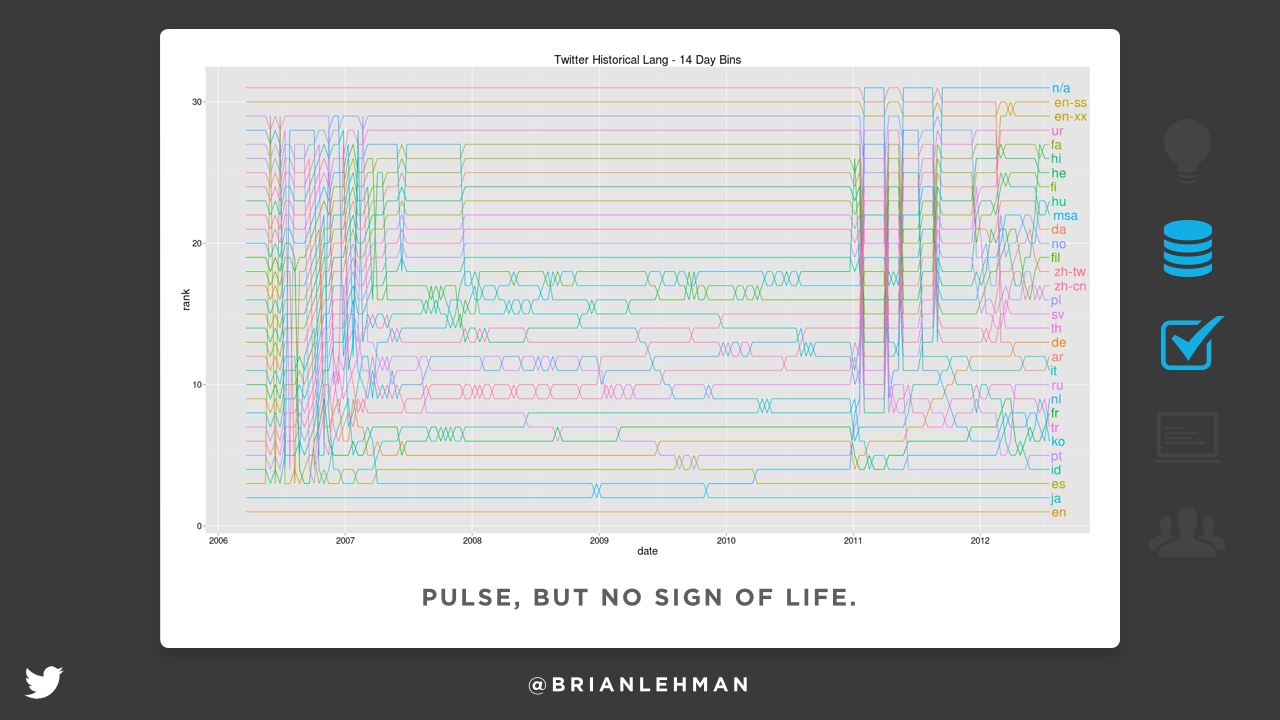 Twitter Historical Lang - 14 Day Bins
rank
30
20
10
0
n/a
en-ss
en-xx
ur
fa
hi
he
fi
hu
msa
da
no
fil
zh-tw
zh-cn
pl
sv
th
de
ar
it
ru
nl
fr
tr
ko
pt
id
es
ja
en
2006 2007 2008 2009 2010 2011 2012
date
PULSE, BUT NO SIGN OF LIFE.
@BRIANLEHMAN